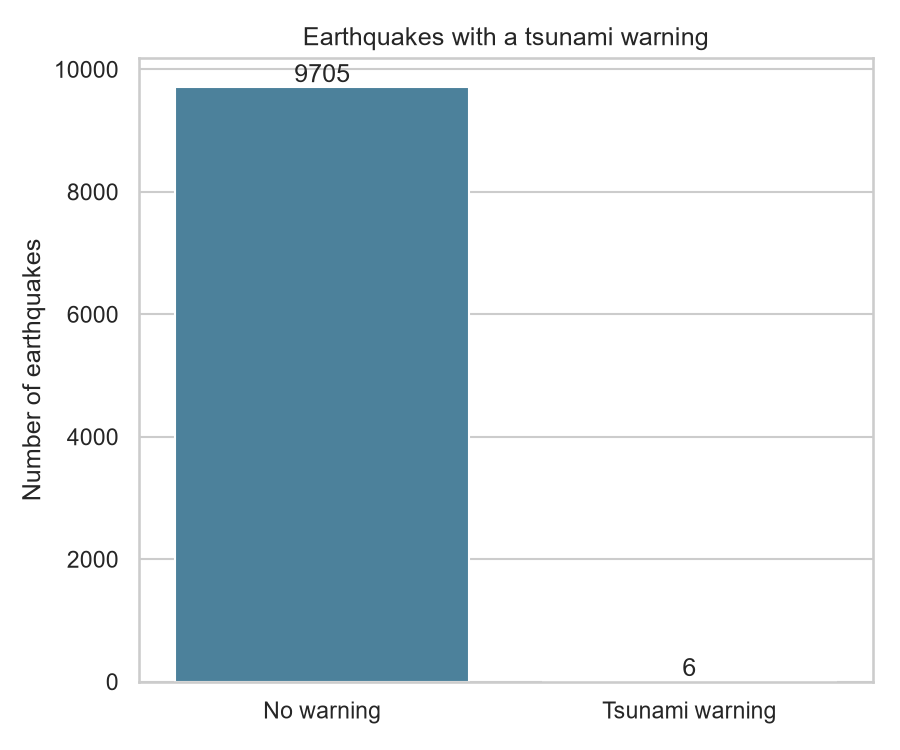 Earthquakes with a tsunami warning
Number of earthquakes
10000
8000
6000
4000
2000
0
9705
6
No warning
Tsunami warning